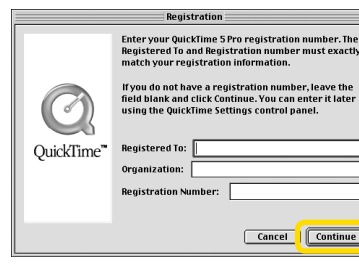 Registration
Enter your QuickTime 5 Pro registration number. The
Registered To and Registration number must exactly
match your registration information.
If you do not have a registration number, leave the
field blank and click Continue. You can enter it later
using the QuickTime Settings control panel.
QuickTime™
Registered To:
Organization:
Registration Number:
Cancel
Continue